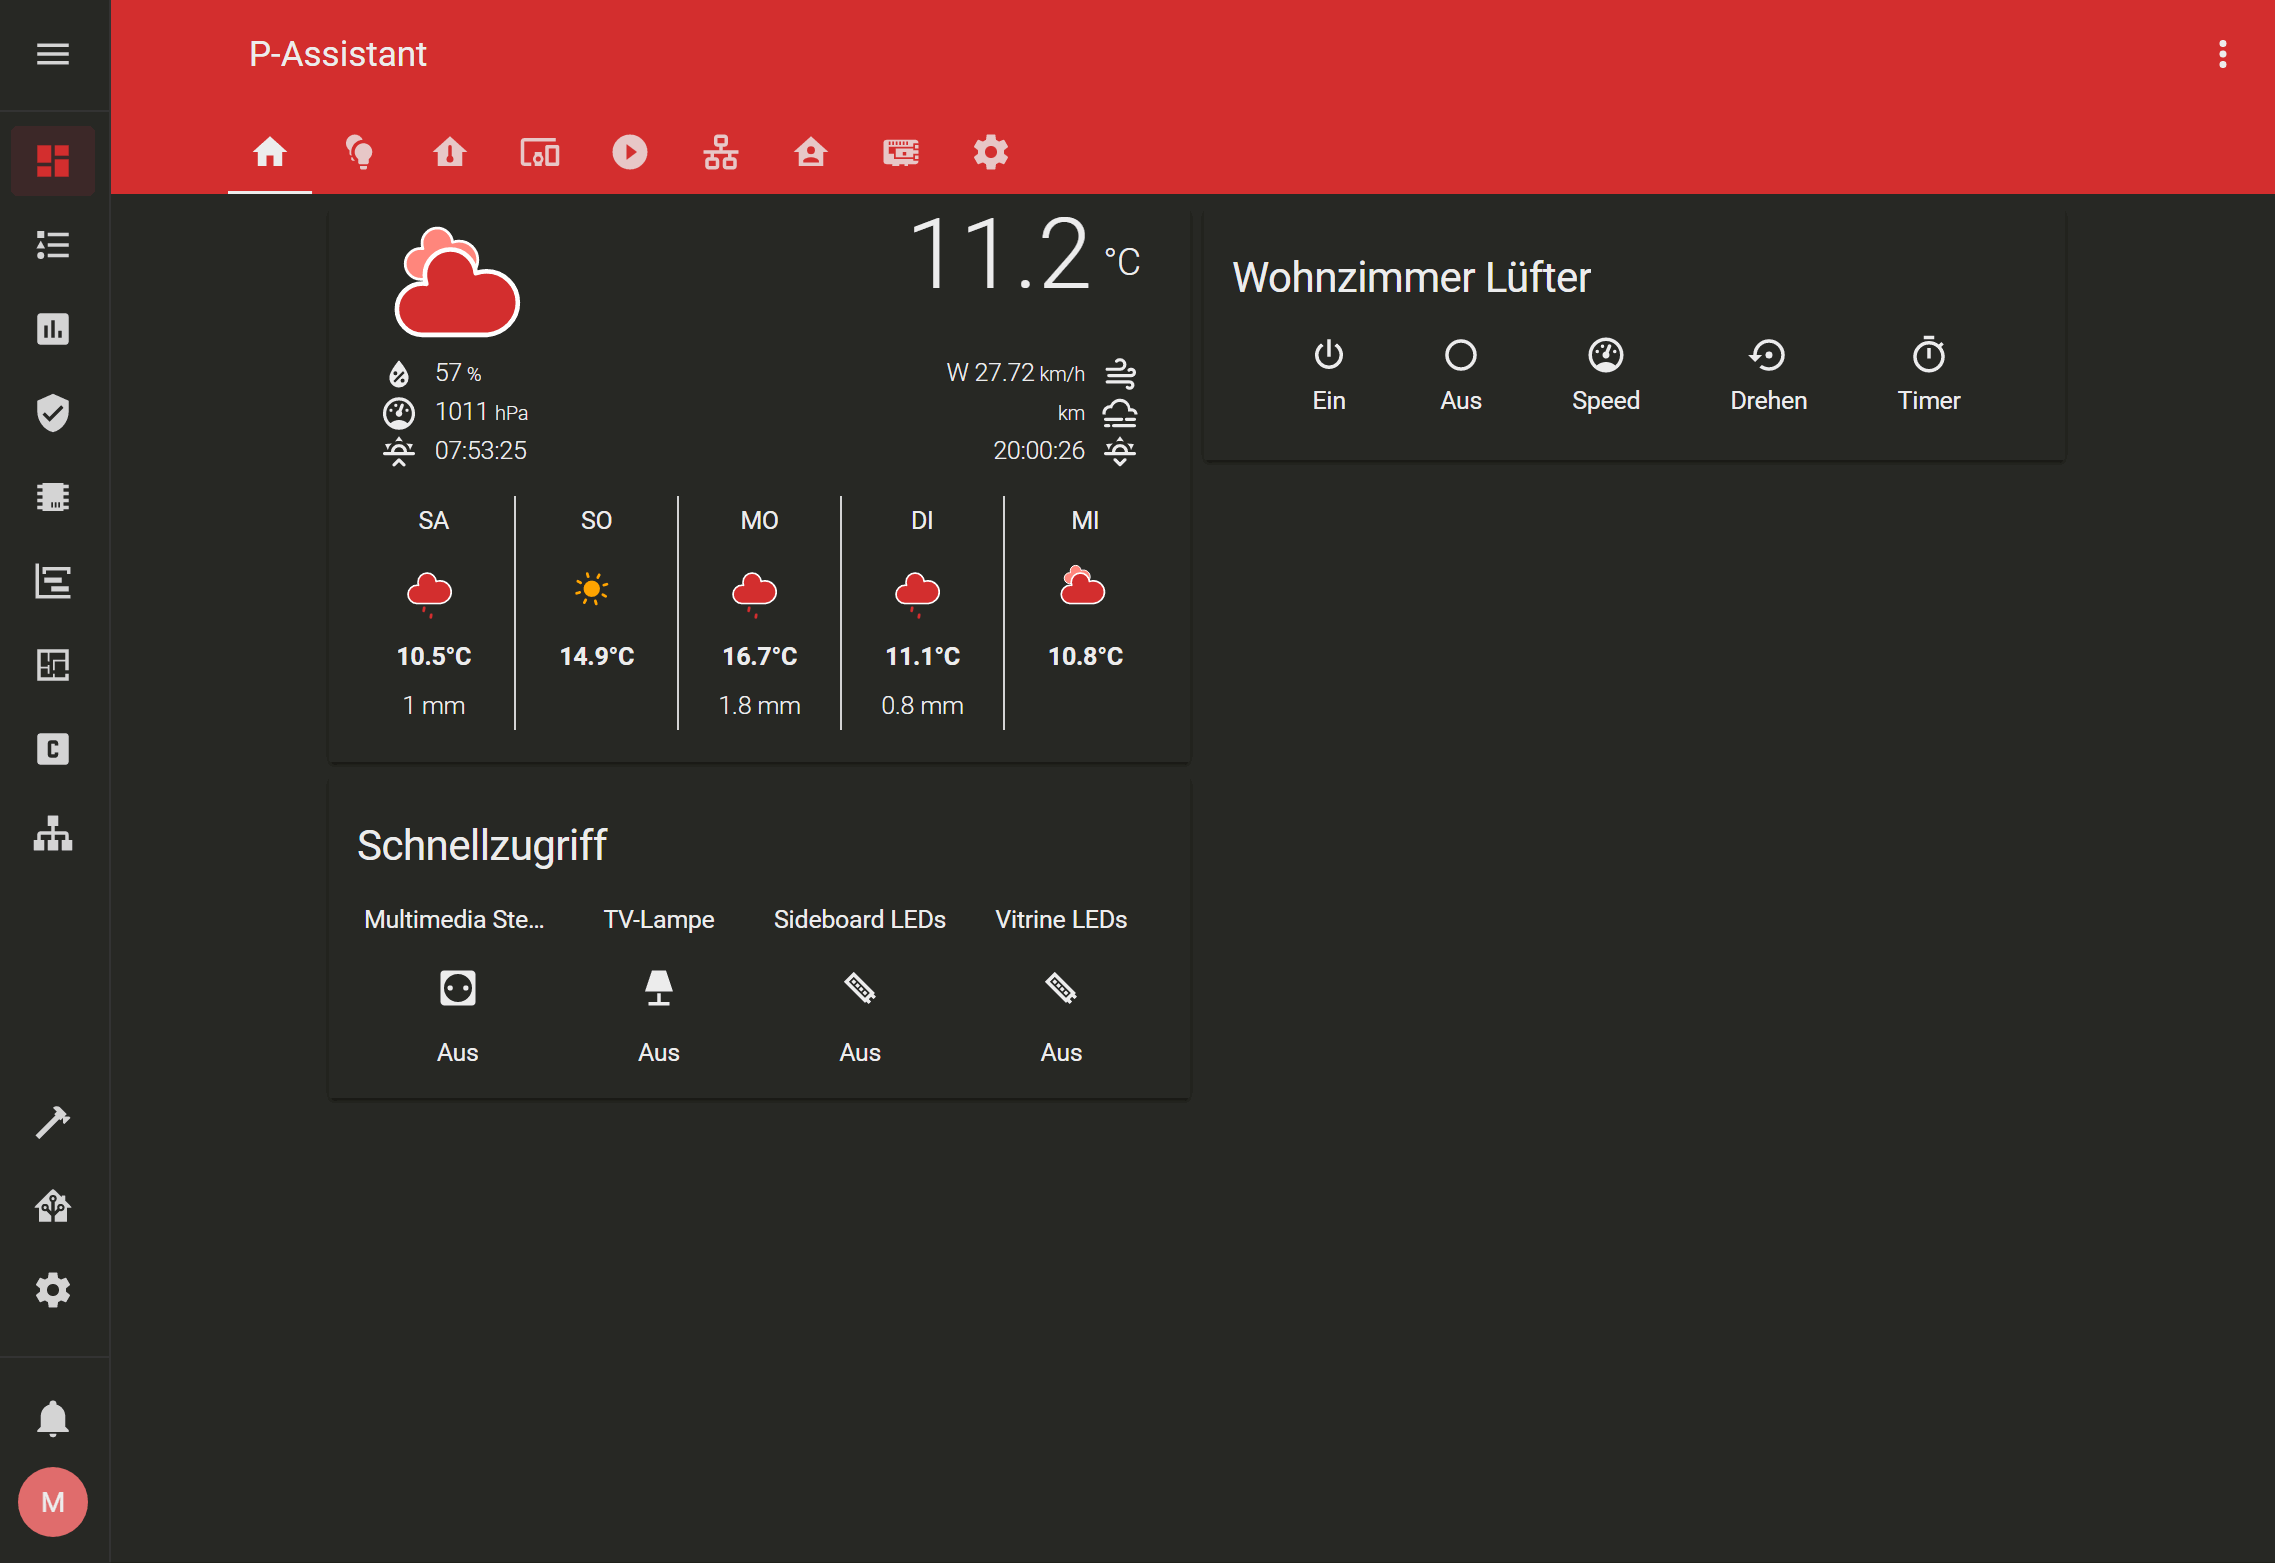 P-Assistant
11.2 °C
57 %
W 27.72 km/h
1011 hPa
km
07:53:25
20:00:26
SA
SO
MO
DI
MI
10.5°C
14.9°C
16.7°C
11.1°C
10.8°C
1 mm
1.8 mm
0.8 mm
Wohnzimmer Lüfter
Ein
Aus
Speed
Drehen
Timer
Schnellzugriff
Multimedia Ste...
TV-Lampe
Sideboard LEDs
Vitrine LEDs
Aus
Aus
Aus
Aus
C
M